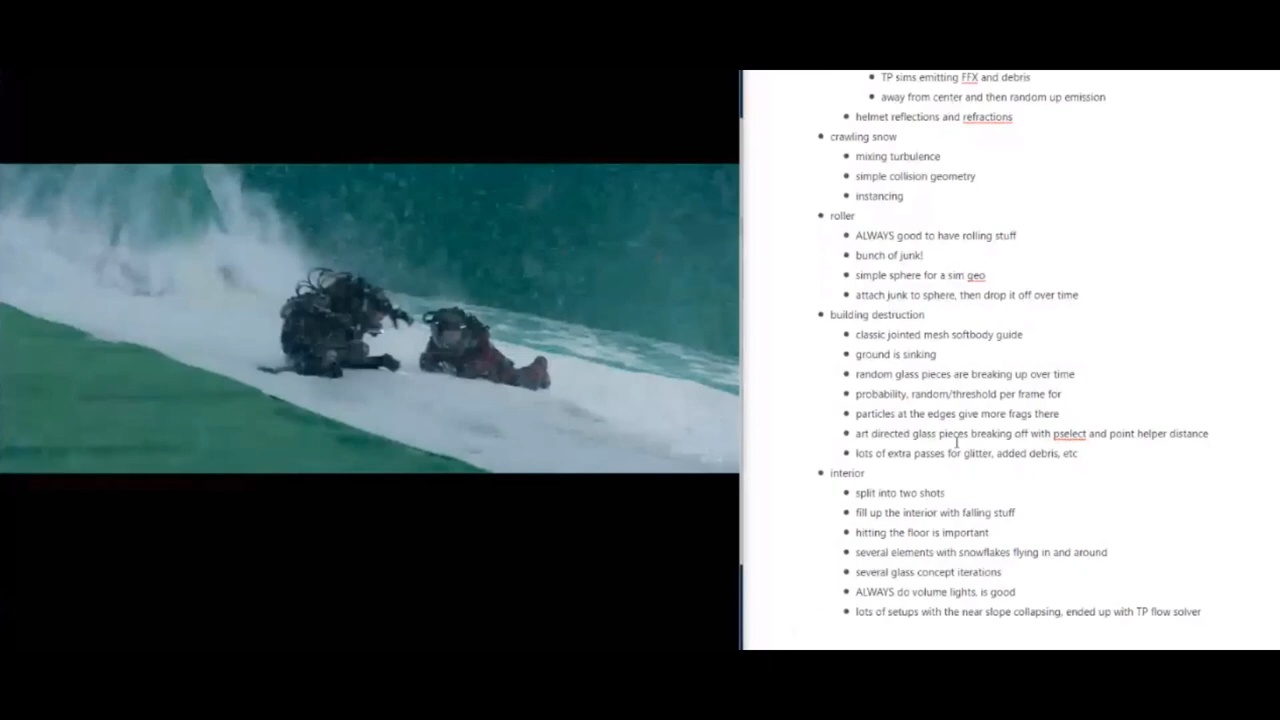 TP sims emitting FFX and debris
away from center and then random up emission
helmet reflections and refractions
crawling snow
mixing turbulence
simple collision geometry
instancing
roller
ALWAYS good to have rolling stuff
bunch of junk!
simple sphere for a sim geo
attach junk to sphere, then drop it off over time
building destruction
classic jointed mesh softbody guide
ground is sinking
random glass pieces are breaking up over time
probability, random/threshold per frame for
particles at the edges give more frags there
art directed glass pieces breaking off with pselect and point helper distance
lots of extra passes for glitter, added debris, etc
interior
split into two shots
fill up the interior with falling stuff
hitting the floor is important
several elements with snowflakes flying in and around
several glass concept iterations
ALWAYS do volume lights, is good
lots of setups with the near slope collapsing, ended up with TP flow solver